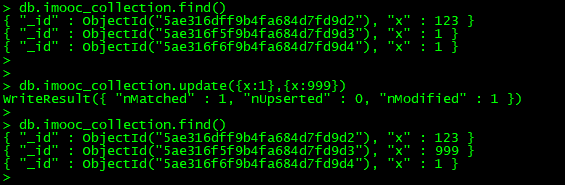 > db.imooc_collection.find()
{ "_id" : ObjectId("5ae316dff9b4fa684d7fd9d2"), "x" : 123 }
{ "_id" : ObjectId("5ae316f5f9b4fa684d7fd9d3"), "x" : 1 }
{ "_id" : ObjectId("5ae316f6f9b4fa684d7fd9d4"), "x" : 1 }
>
>
> db.imooc_collection.update({x:1},{x:999})
WriteResult({ "nMatched" : 1, "nUpserted" : 0, "nModified" : 1 })
>
> db.imooc_collection.find()
{ "_id" : ObjectId("5ae316dff9b4fa684d7fd9d2"), "x" : 123 }
{ "_id" : ObjectId("5ae316f5f9b4fa684d7fd9d3"), "x" : 999 }
{ "_id" : ObjectId("5ae316f6f9b4fa684d7fd9d4"), "x" : 1 }
>